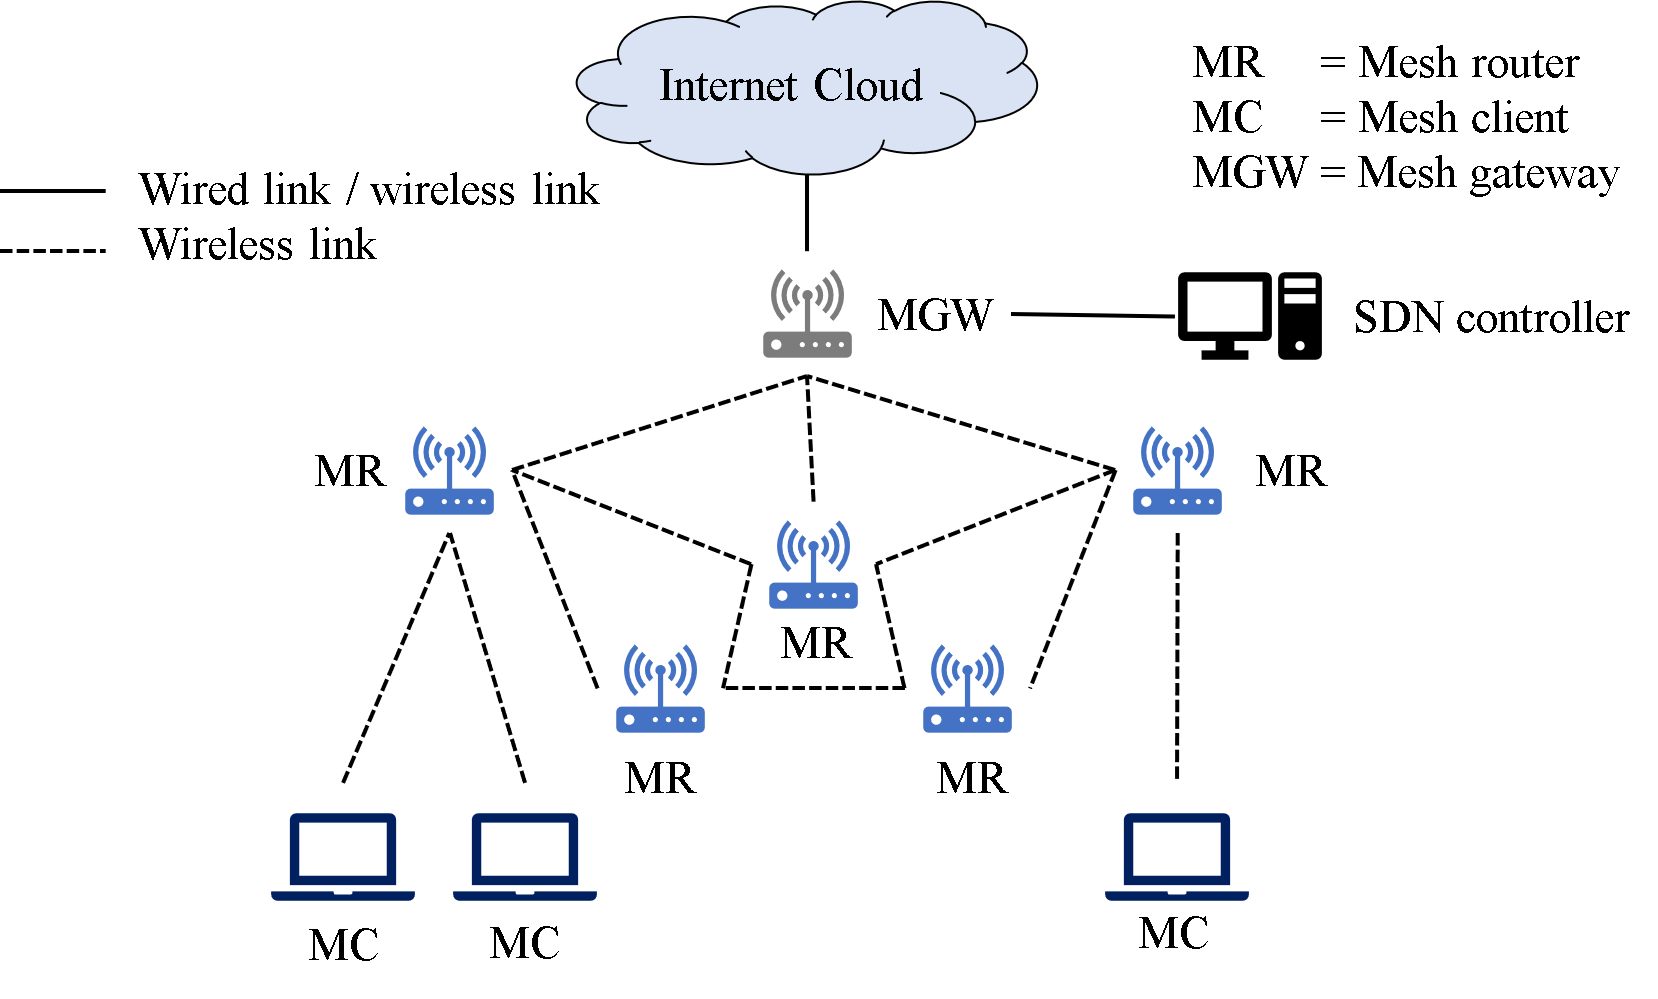 Internet Cloud
MR = Mesh router
MC = Mesh client
MGW = Mesh gateway
Wired link / wireless link
Wireless link
MGW
SDN controller
MR
MR
MR
MR
MR
MC
MC
MC